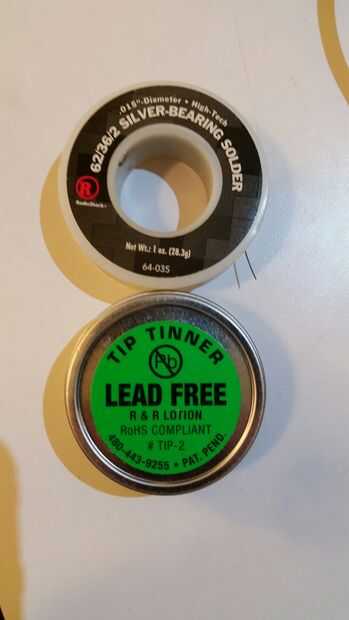 .015"-Diameter • High-Tech
62/36/2 SILVER-BEARING SOLDER
R
RadioShack®
Net Wt.: 1 oz. (28.3g)
64-035
TIP TINNER
Pb
LEAD FREE
R & R LOTION
RoHS COMPLIANT
# TIP-2
480-443-9255 • PAT. PEND.